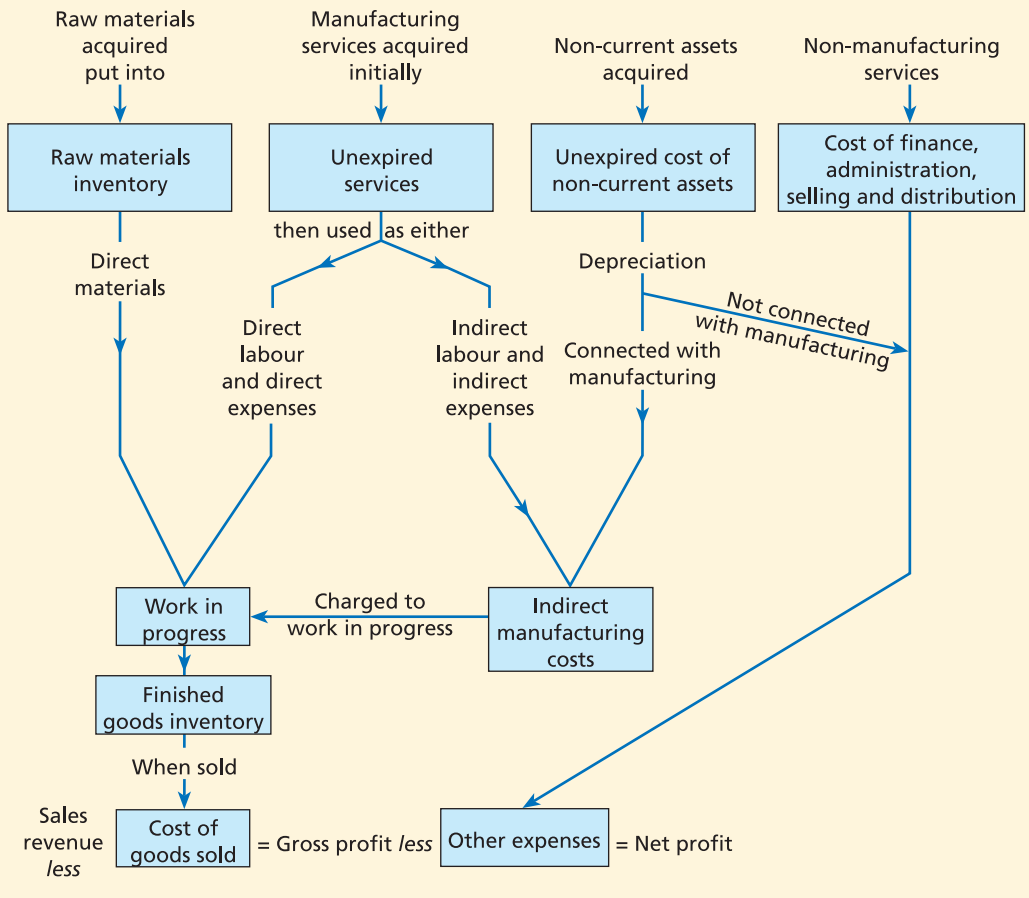 Raw materials
acquired
put into
Manufacturing
services acquired
initially
Non-current assets
acquired
Non-manufacturing
services
Raw materials
inventory
Unexpired
services
Unexpired cost of
non-current assets
Cost of finance,
administration,
selling and distribution
then used as either
Direct
materials
Direct
labour
and direct
expenses
Indirect
labour and
indirect
expenses
Depreciation
Connected with
manufacturing
Not connected
with manufacturing
Work in
progress
Charged to
work in progress
Indirect
manufacturing
costs
Finished
goods inventory
When sold
Sales
revenue
less
Cost of
goods sold
= Gross profit less
Other expenses
= Net profit